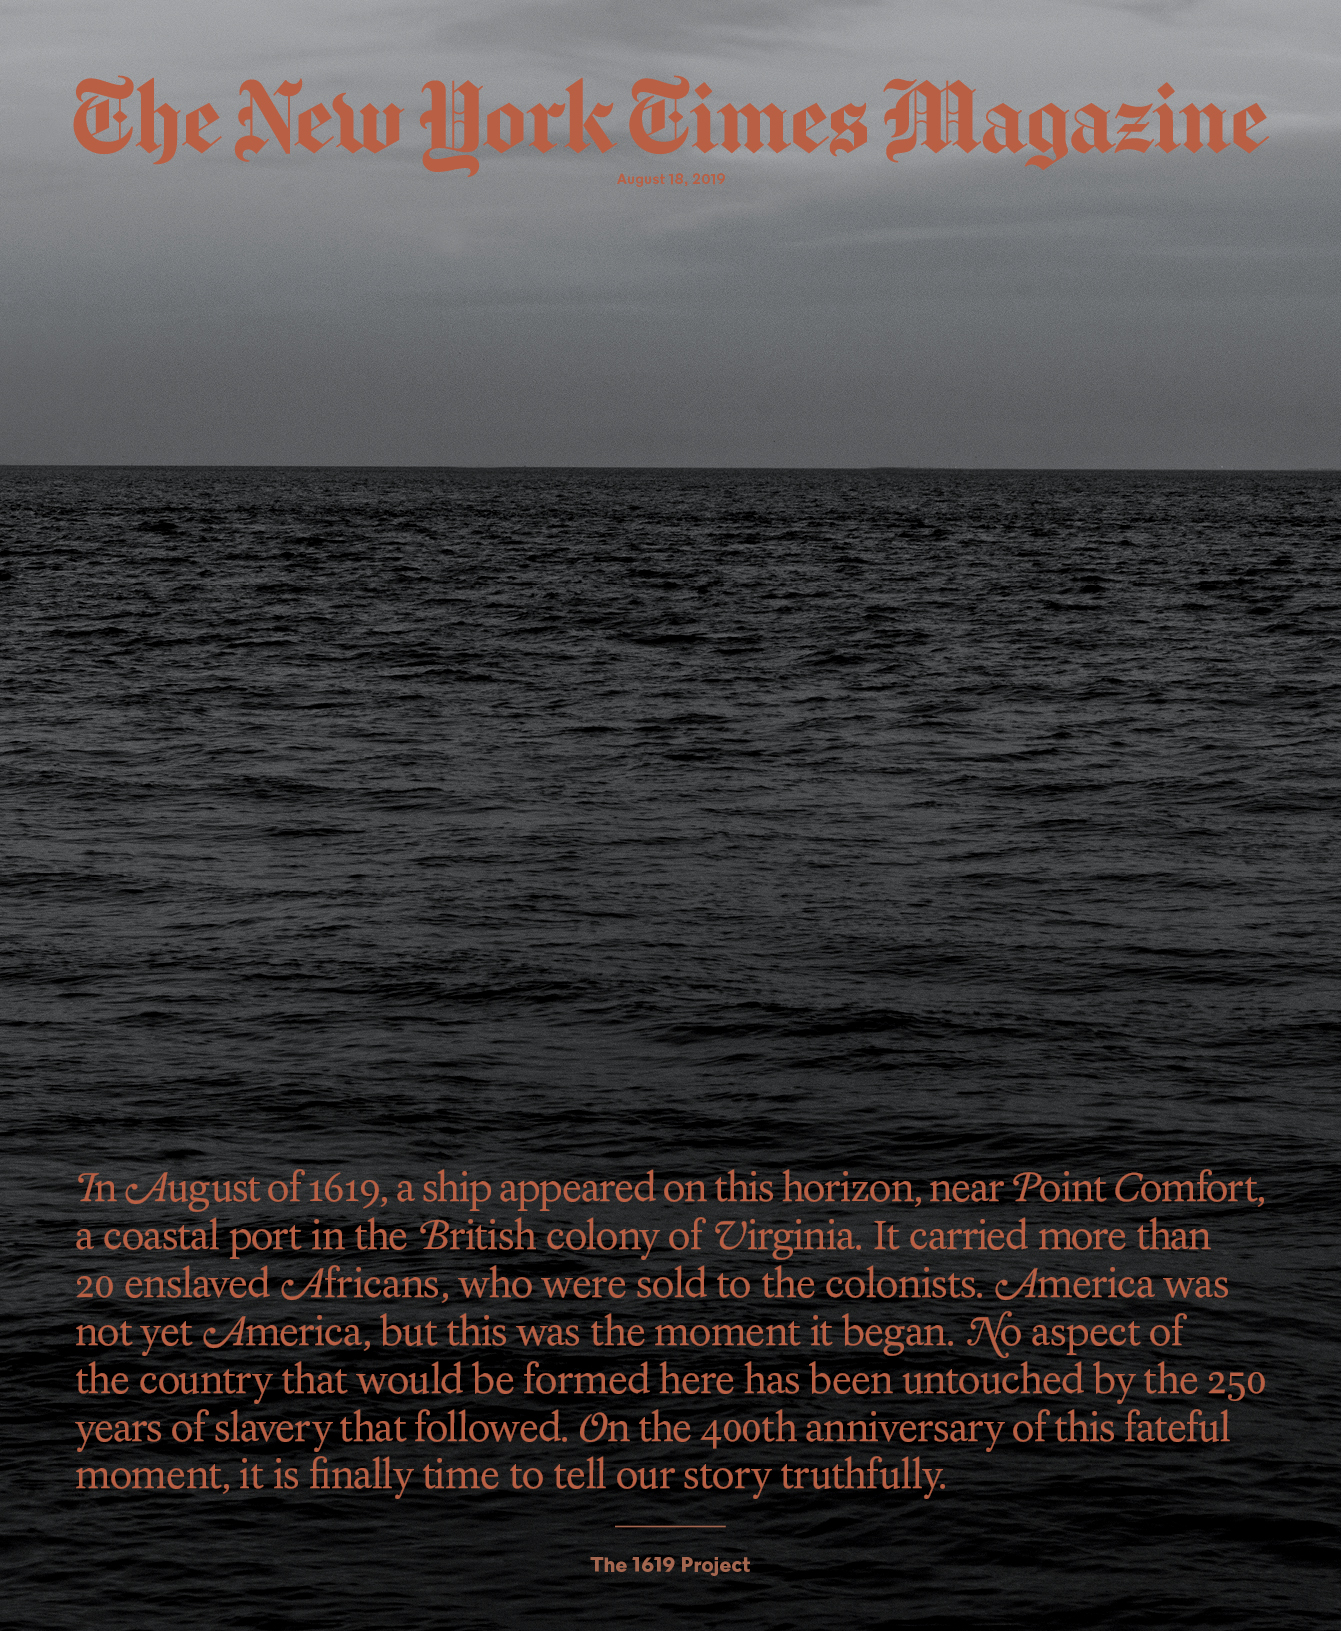 The New York Times Magazine
August 18, 2019
In August of 1619, a ship appeared on this horizon, near Point Comfort,
a coastal port in the British colony of Virginia. It carried more than
20 enslaved Africans, who were sold to the colonists. America was
not yet America, but this was the moment it began. No aspect of
the country that would be formed here has been untouched by the 250
years of slavery that followed. On the 400th anniversary of this fateful
moment, it is finally time to tell our story truthfully.
The 1619 Project